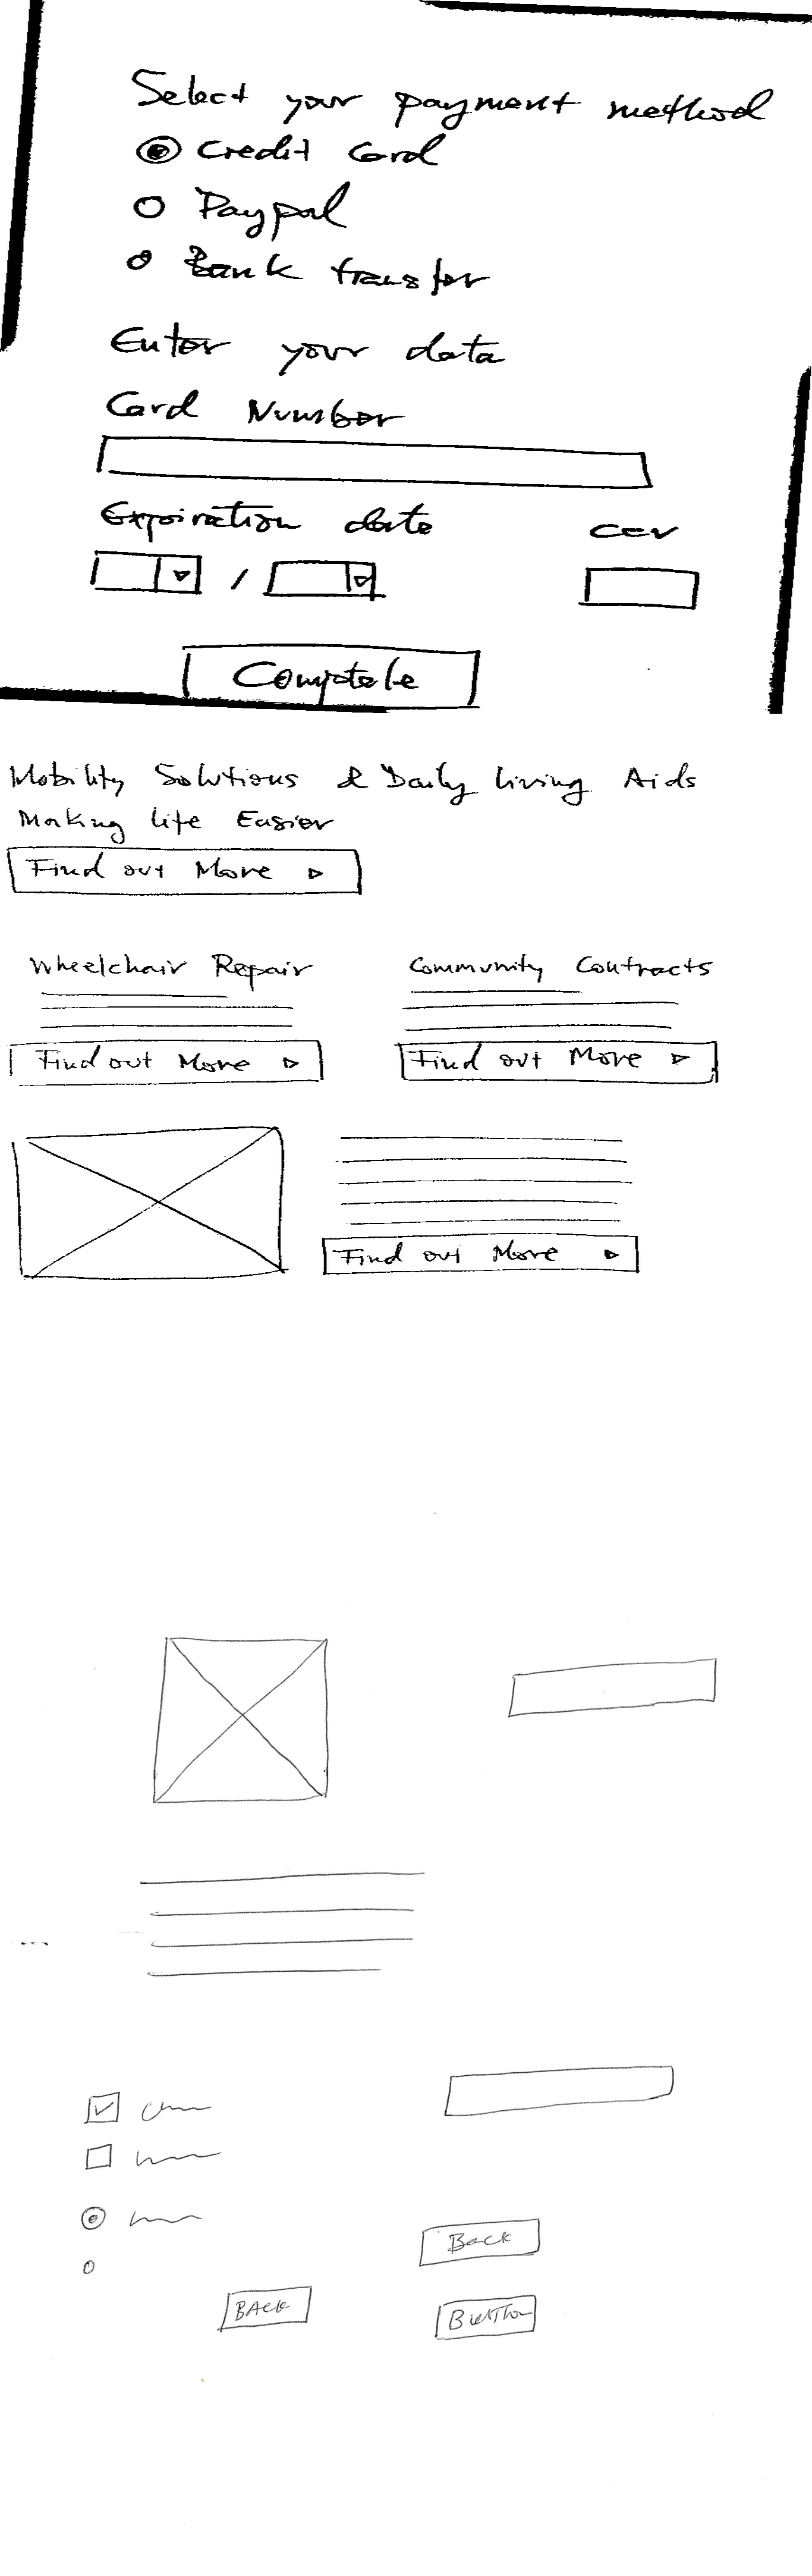 Select your payment method
Credit Card
Paypal
Bank transfer
Enter your data
Card Number
Expiration date ccv
/
Complete
Mobility Solutions & Daily Living Aids
Making life Easier
Find out More
Wheelchair Repair Community Contracts
Find out More Find out More
Find out More
Back
BACK
Button